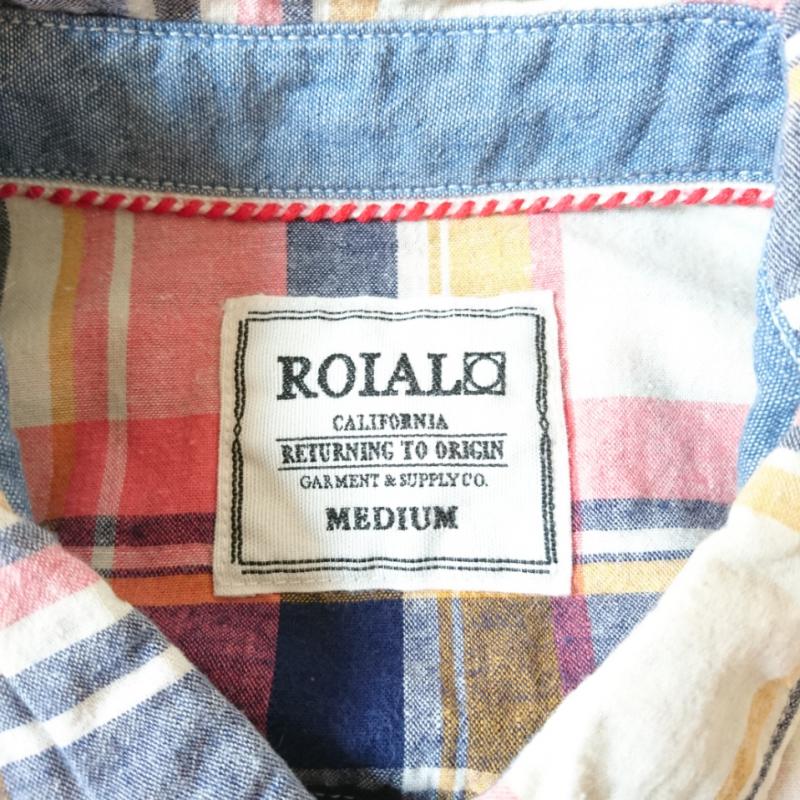 ROIAL
CALIFORNIA
RETURNING TO ORIGIN
GARMENT & SUPPLY CO.
MEDIUM